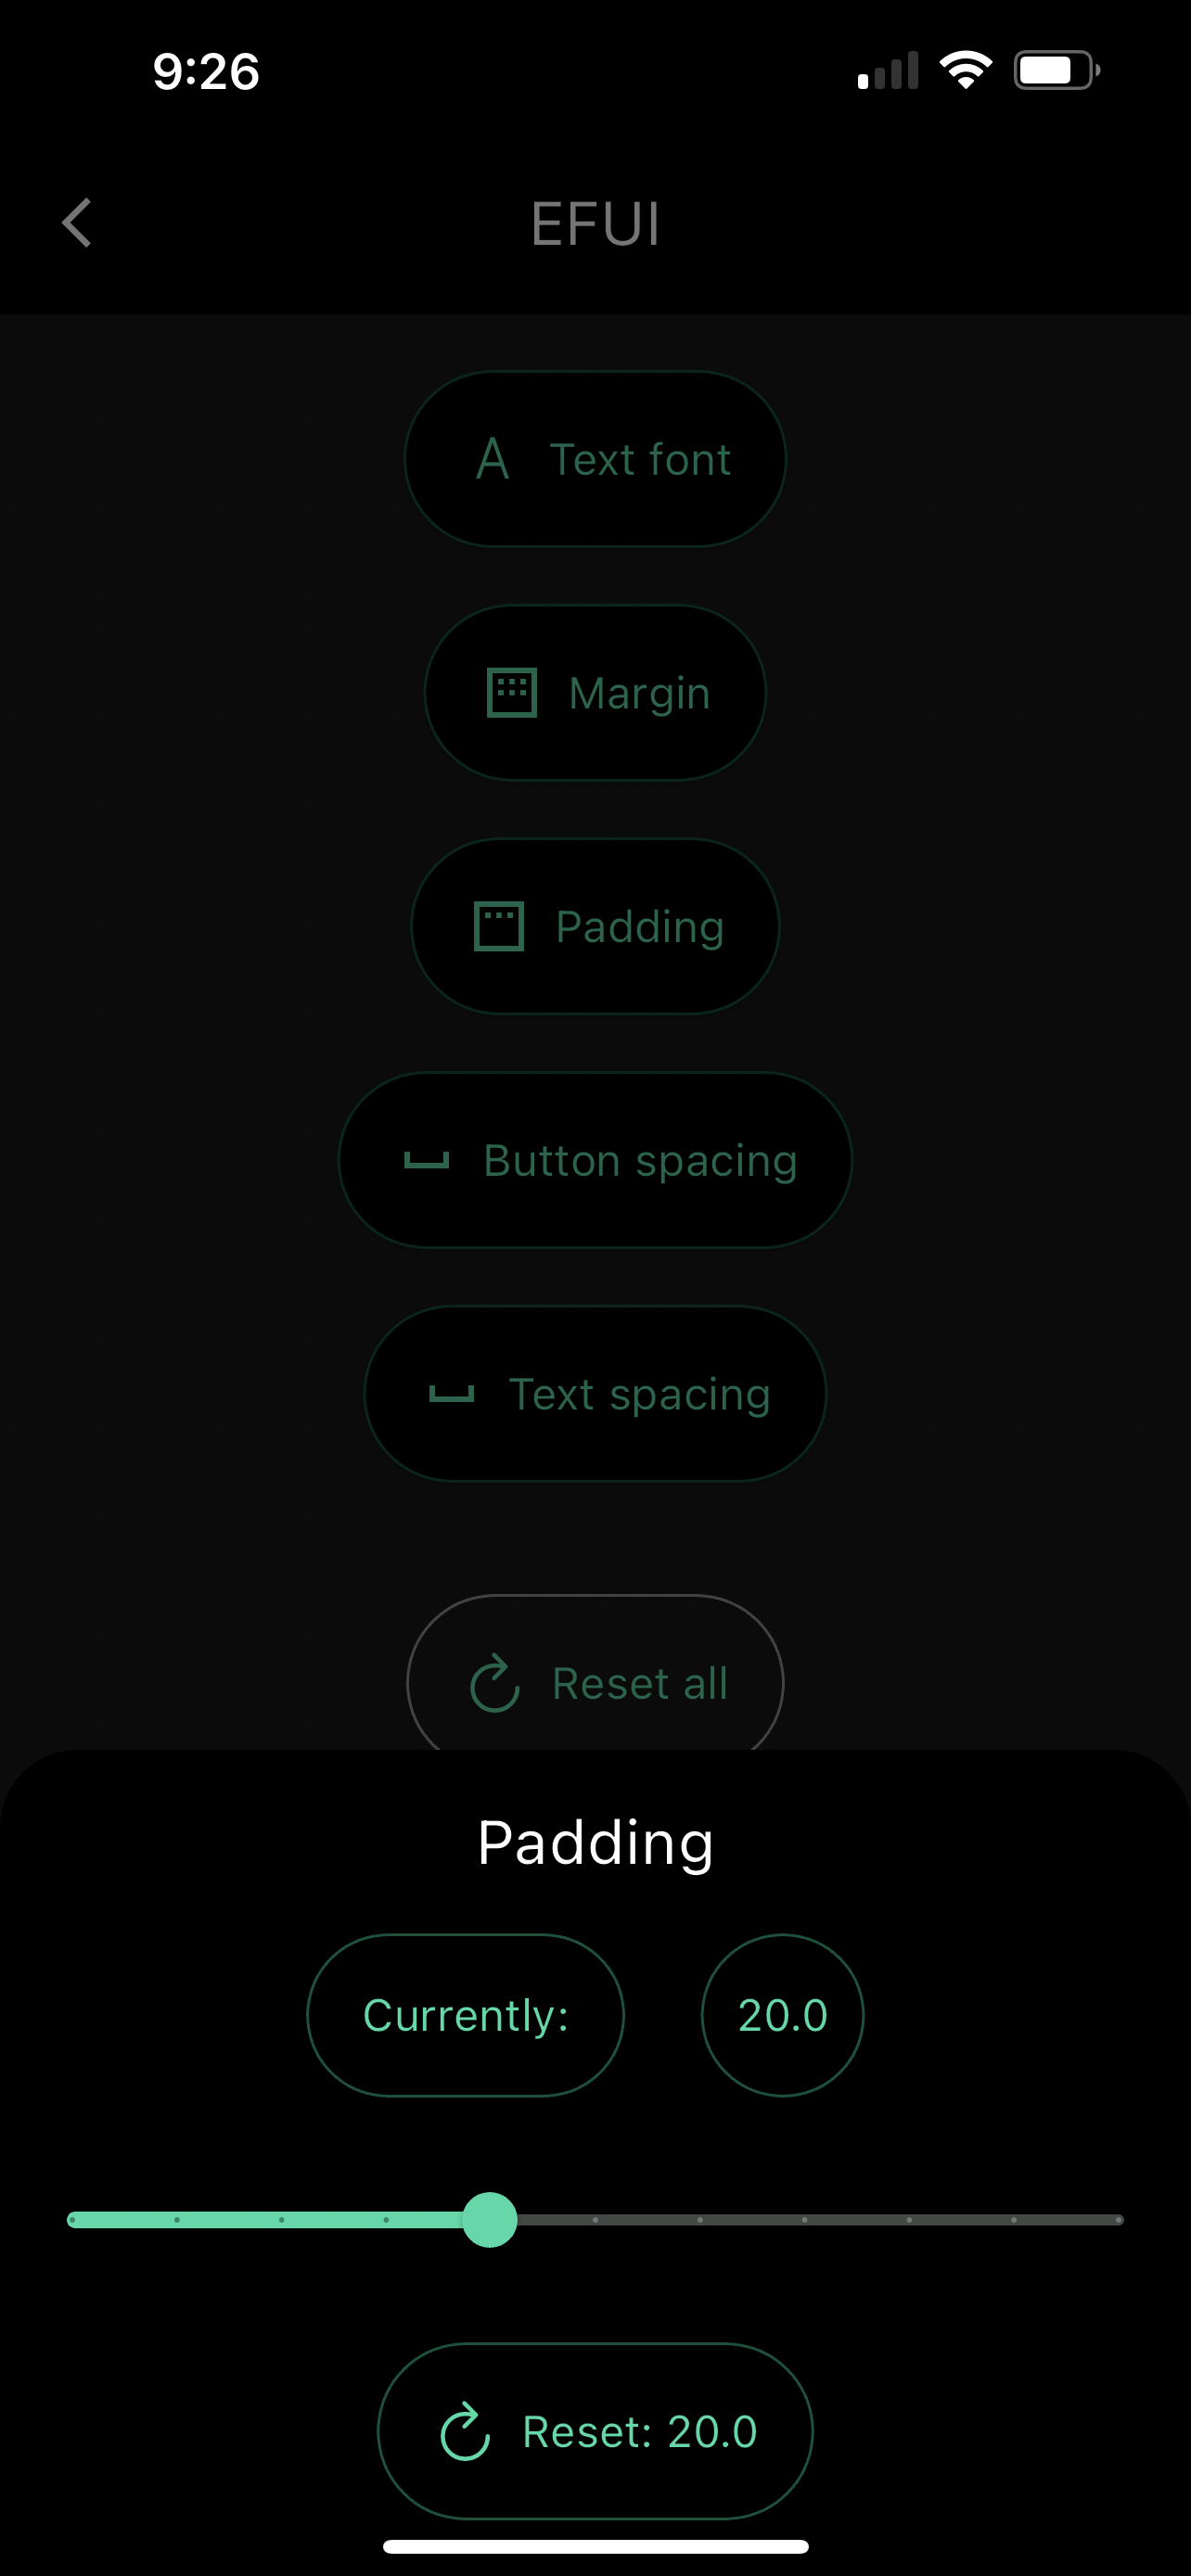 9:26
EFUI
Text font
Margin
Padding
Button spacing
Text spacing
Reset all
Padding
Currently: 20.0
Reset: 20.0